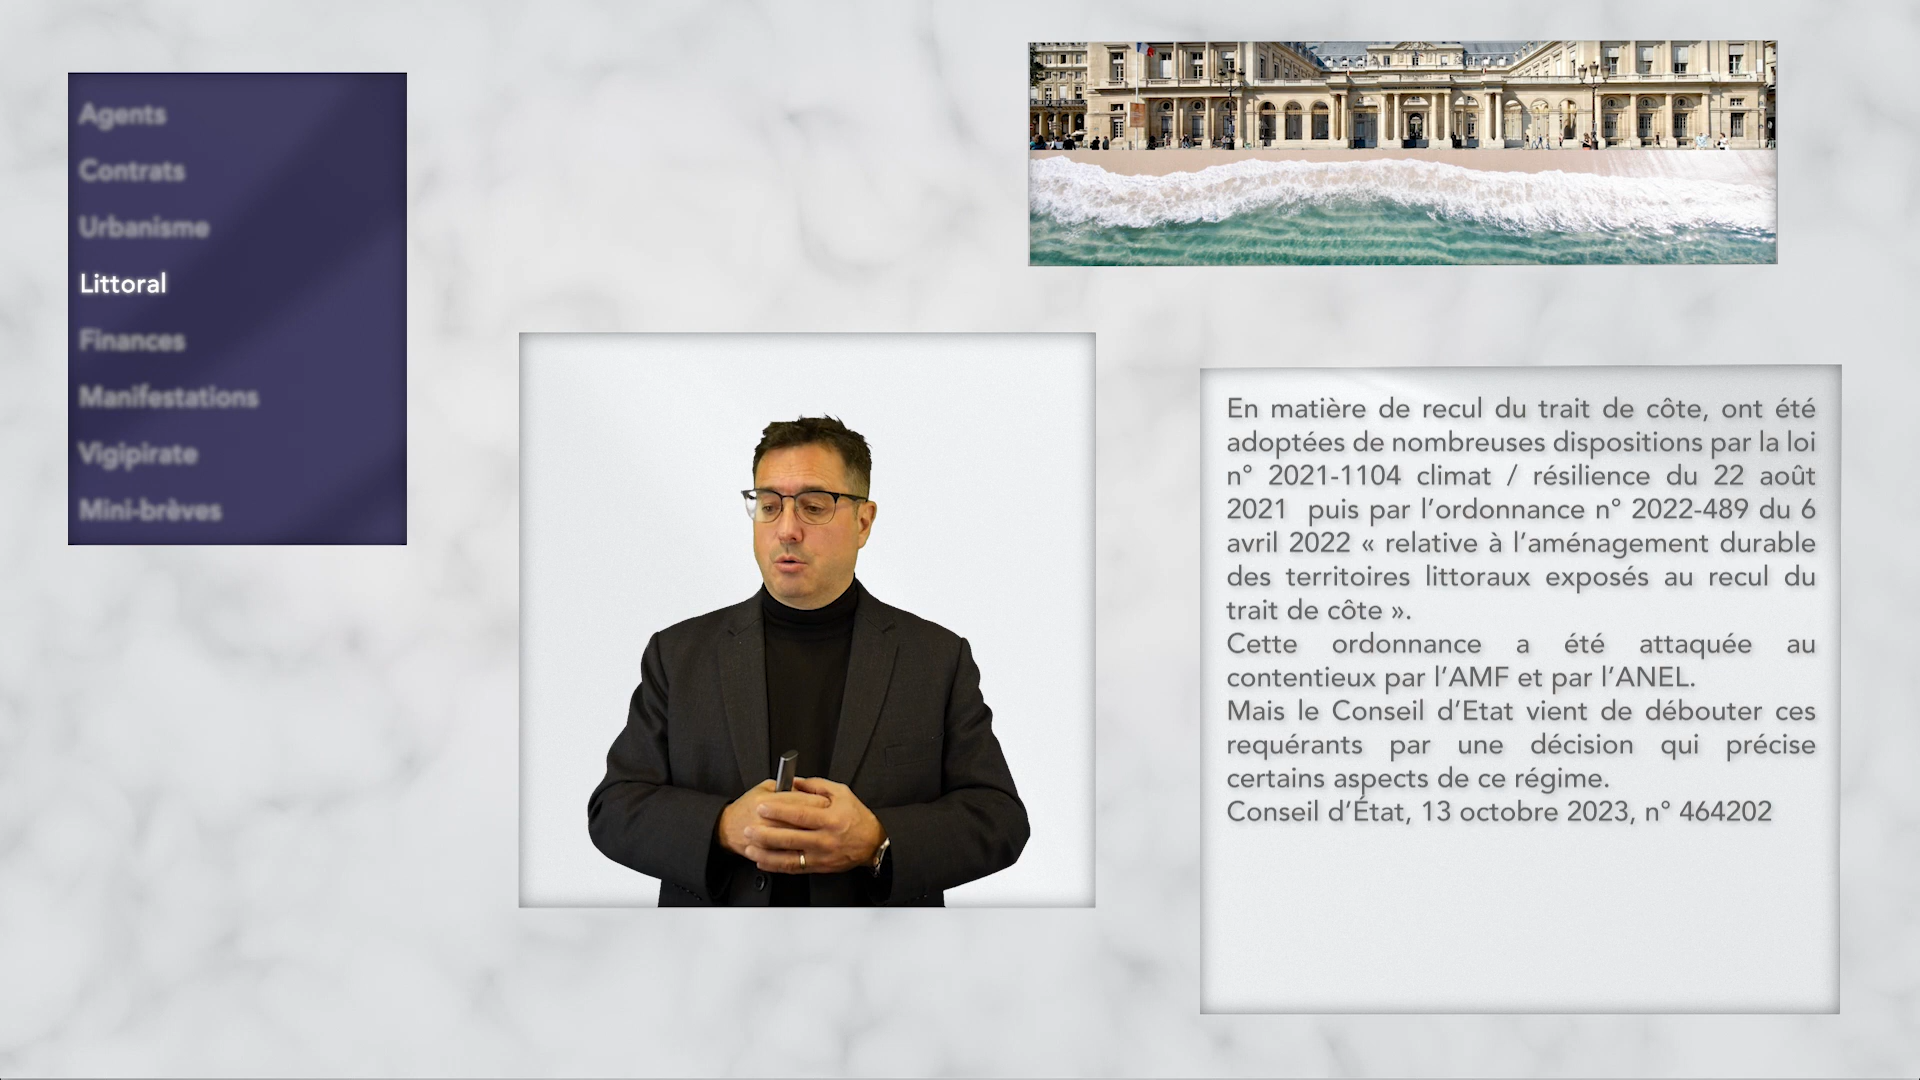 Agents
Contrats
Urbanisme
Littoral
Finances
Manifestations
Vigipirate
Mini-brèves
En matière de recul du trait de côte, ont été
adoptées de nombreuses dispositions par la loi
n° 2021-1104 climat / résilience du 22 août
2021 puis par l’ordonnance n° 2022-489 du 6
avril 2022 « relative à l’aménagement durable
des territoires littoraux exposés au recul du
trait de côte ».
Cette ordonnance a été attaquée au
contentieux par l’AMF et par l’ANEL.
Mais le Conseil d’Etat vient de débouter ces
requérants par une décision qui précise
certains aspects de ce régime.
Conseil d’État, 13 octobre 2023, n° 464202